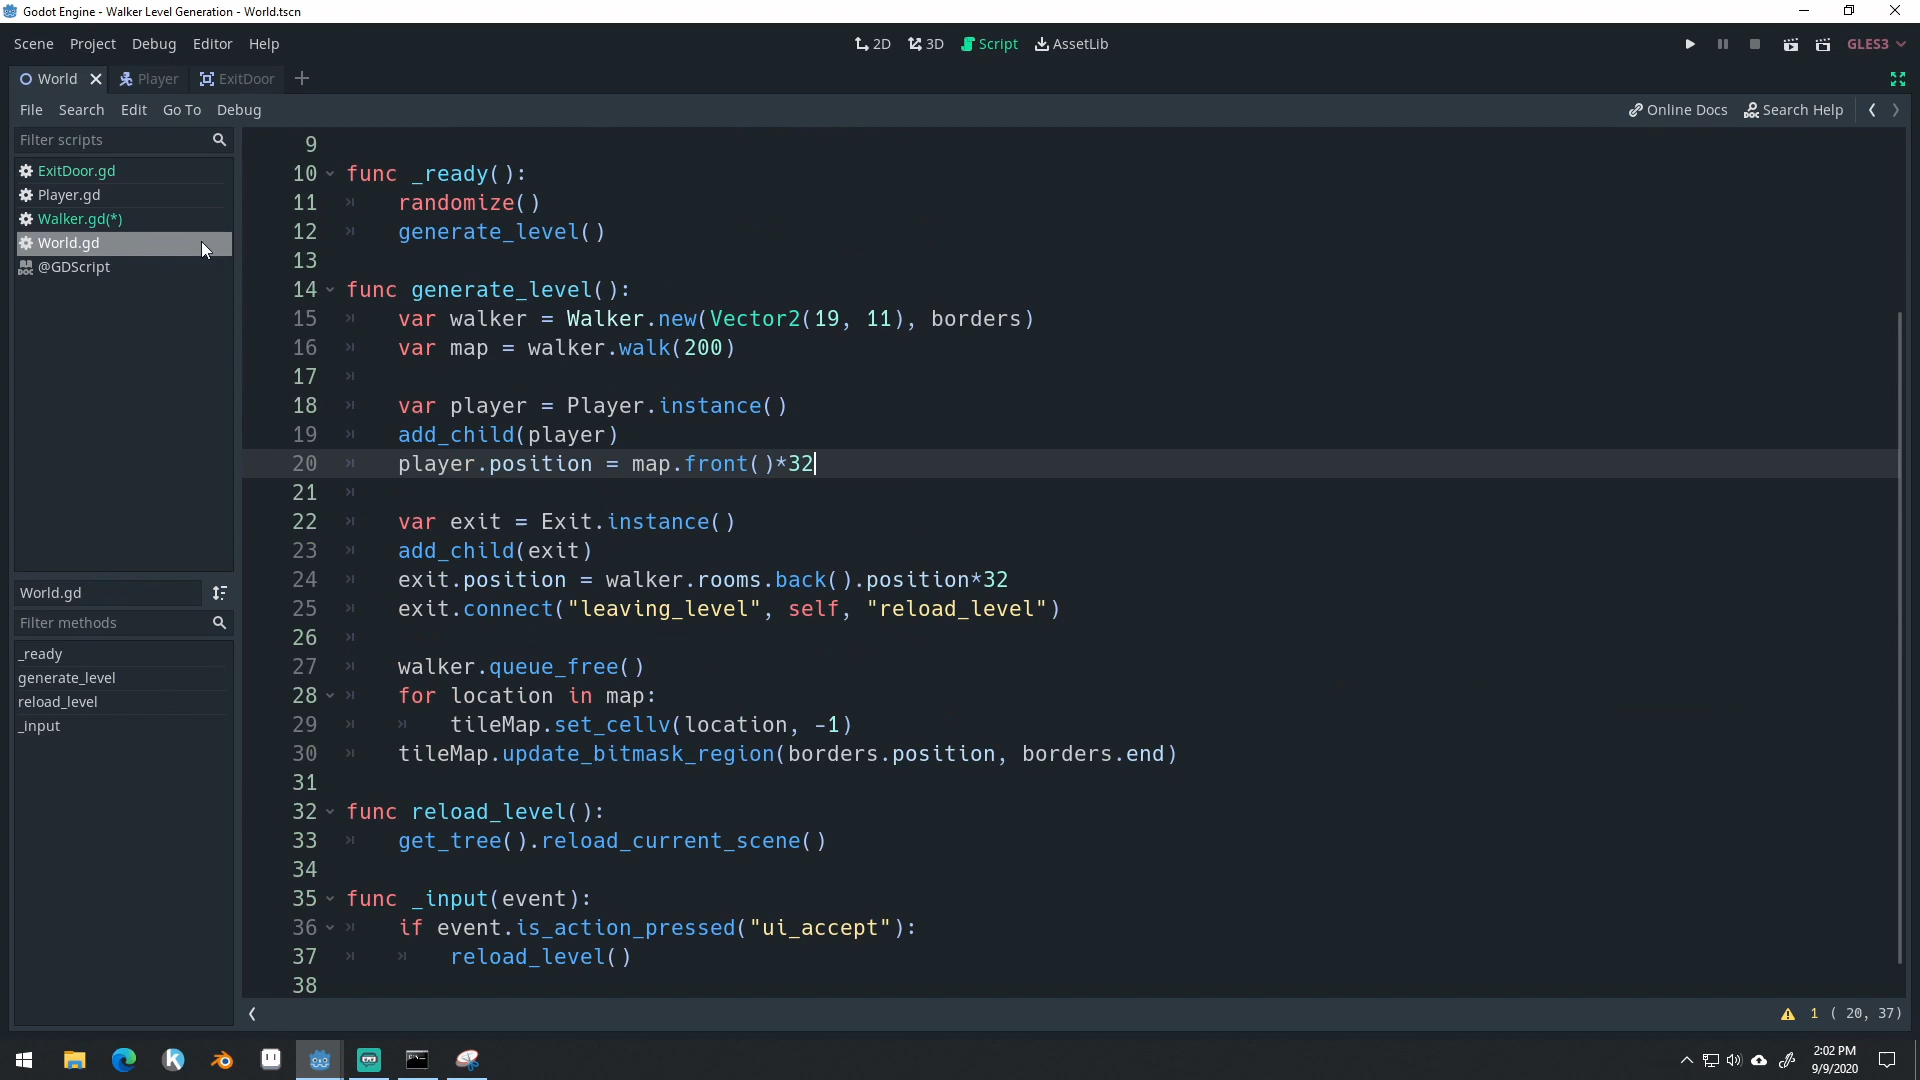 Godot Engine - Walker Level Generation - World.tscn
Scene Project Debug Editor Help
2D 3D Script AssetLib
GLES3
World Player ExitDoor
File Search Edit Go To Debug
Online Docs Search Help
Filter scripts
ExitDoor.gd
Player.gd
Walker.gd(*)
World.gd
@GDScript
World.gd
Filter methods
_ready
generate_level
reload_level
_input
9
10 func _ready():
11 randomize()
12 generate_level()
13
14 func generate_level():
15 var walker = Walker.new(Vector2(19, 11), borders)
16 var map = walker.walk(200)
17
18 var player = Player.instance()
19 add_child(player)
20 player.position = map.front()*32
21
22 var exit = Exit.instance()
23 add_child(exit)
24 exit.position = walker.rooms.back().position*32
25 exit.connect("leaving_level", self, "reload_level")
26
27 walker.queue_free()
28 for location in map:
29 tileMap.set_cellv(location, -1)
30 tileMap.update_bitmask_region(borders.position, borders.end)
31
32 func reload_level():
33 get_tree().reload_current_scene()
34
35 func _input(event):
36 if event.is_action_pressed("ui_accept"):
37 reload_level()
38
1 ( 20, 37)
2:02 PM
9/9/2020